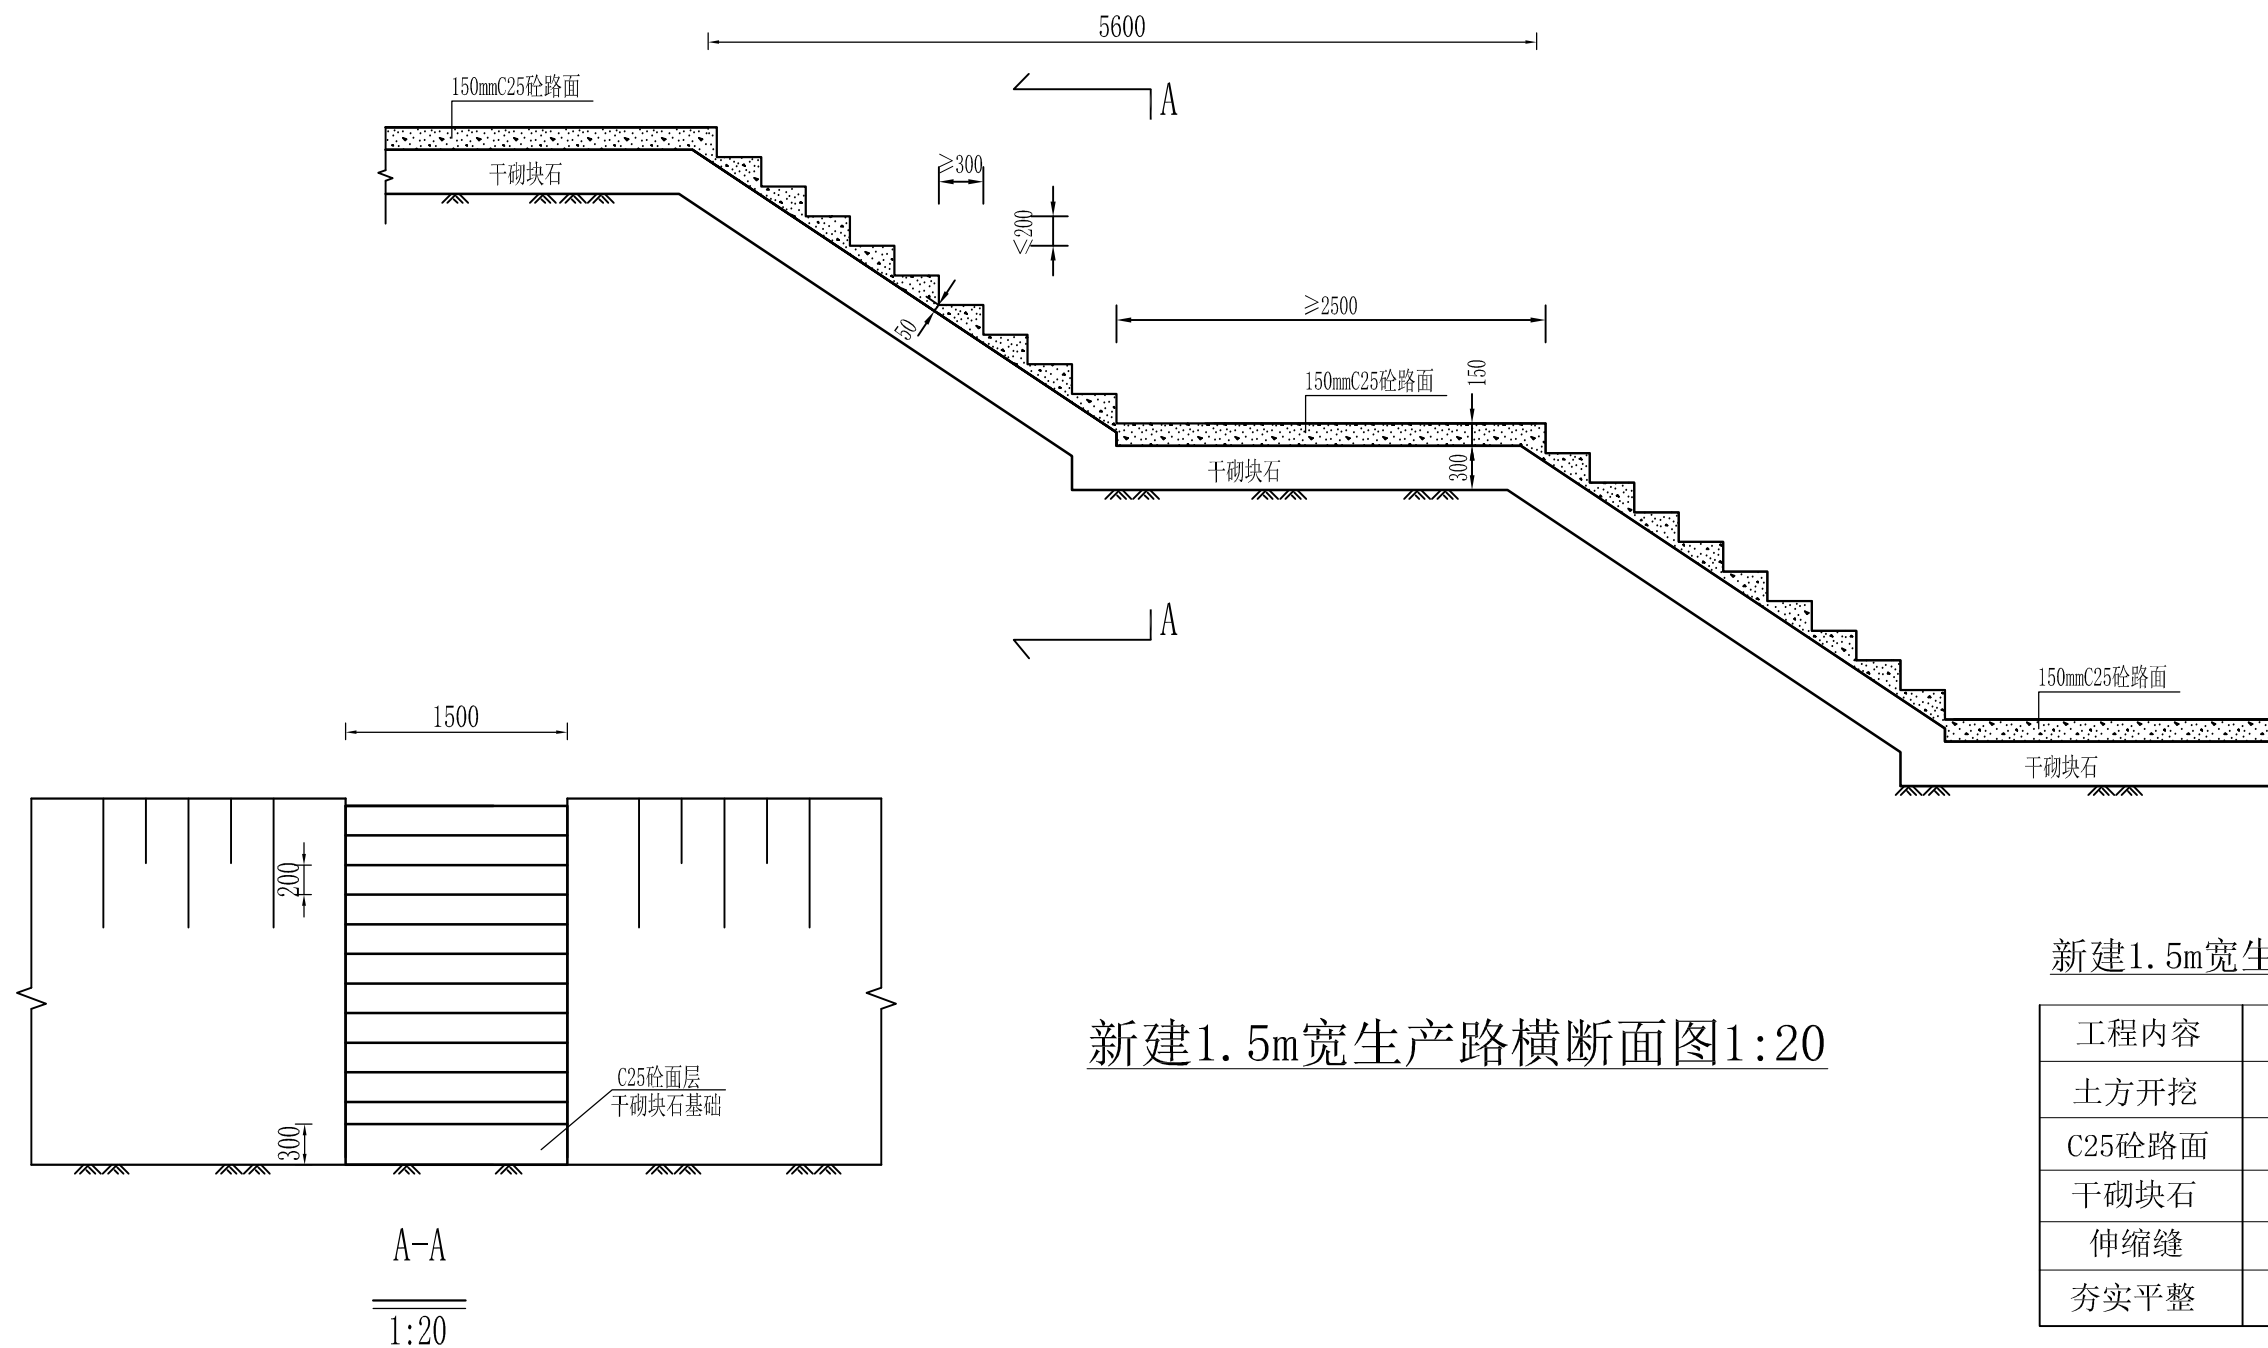 5600
150mmC25砼路面
A
干砌块石
≥300
≤200
50
≥2500
150mmC25砼路面
150
300
干砌块石
A
150mmC25砼路面
干砌块石
1500
200
300
C25砼面层
干砌块石基础
A-A
1:20
新建1.5m宽生产路横断面图1:20
新建1.5m宽生
工程内容
土方开挖
C25砼路面
干砌块石
伸缩缝
夯实平整